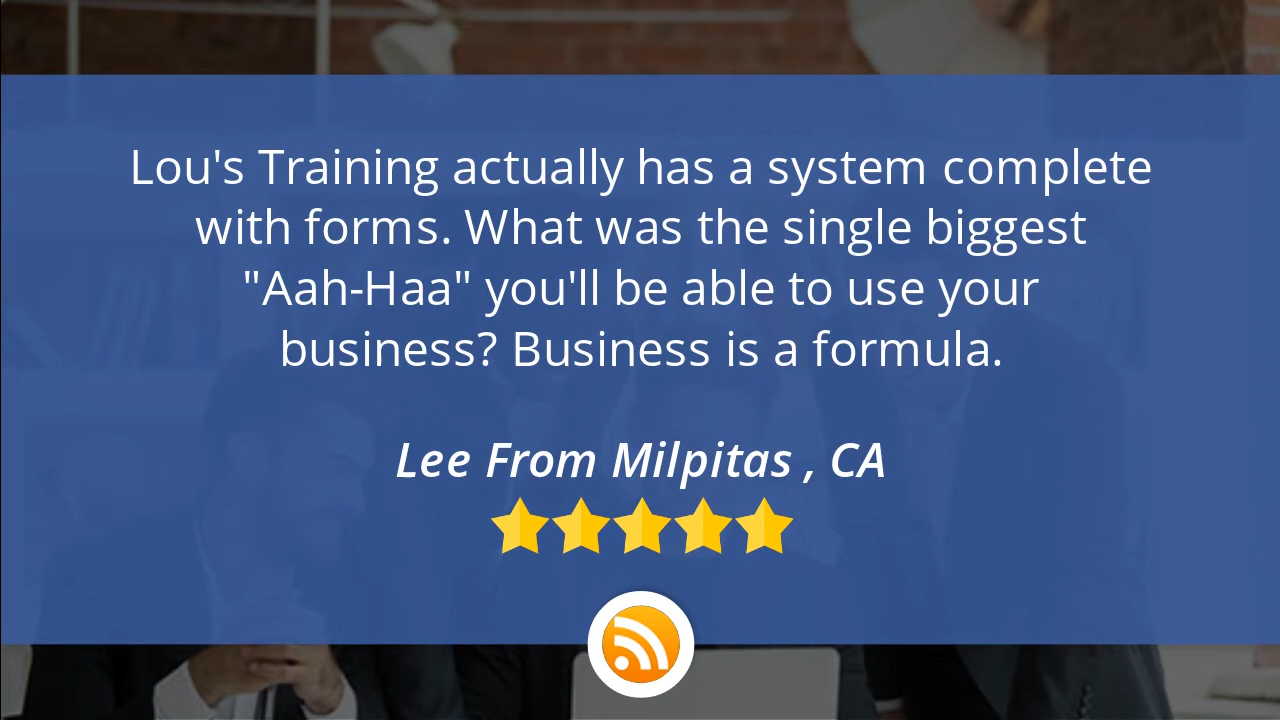 Lou's Training actually has a system complete
with forms. What was the single biggest
"Aah-Haa" you'll be able to use your
business? Business is a formula.
Lee From Milpitas , CA